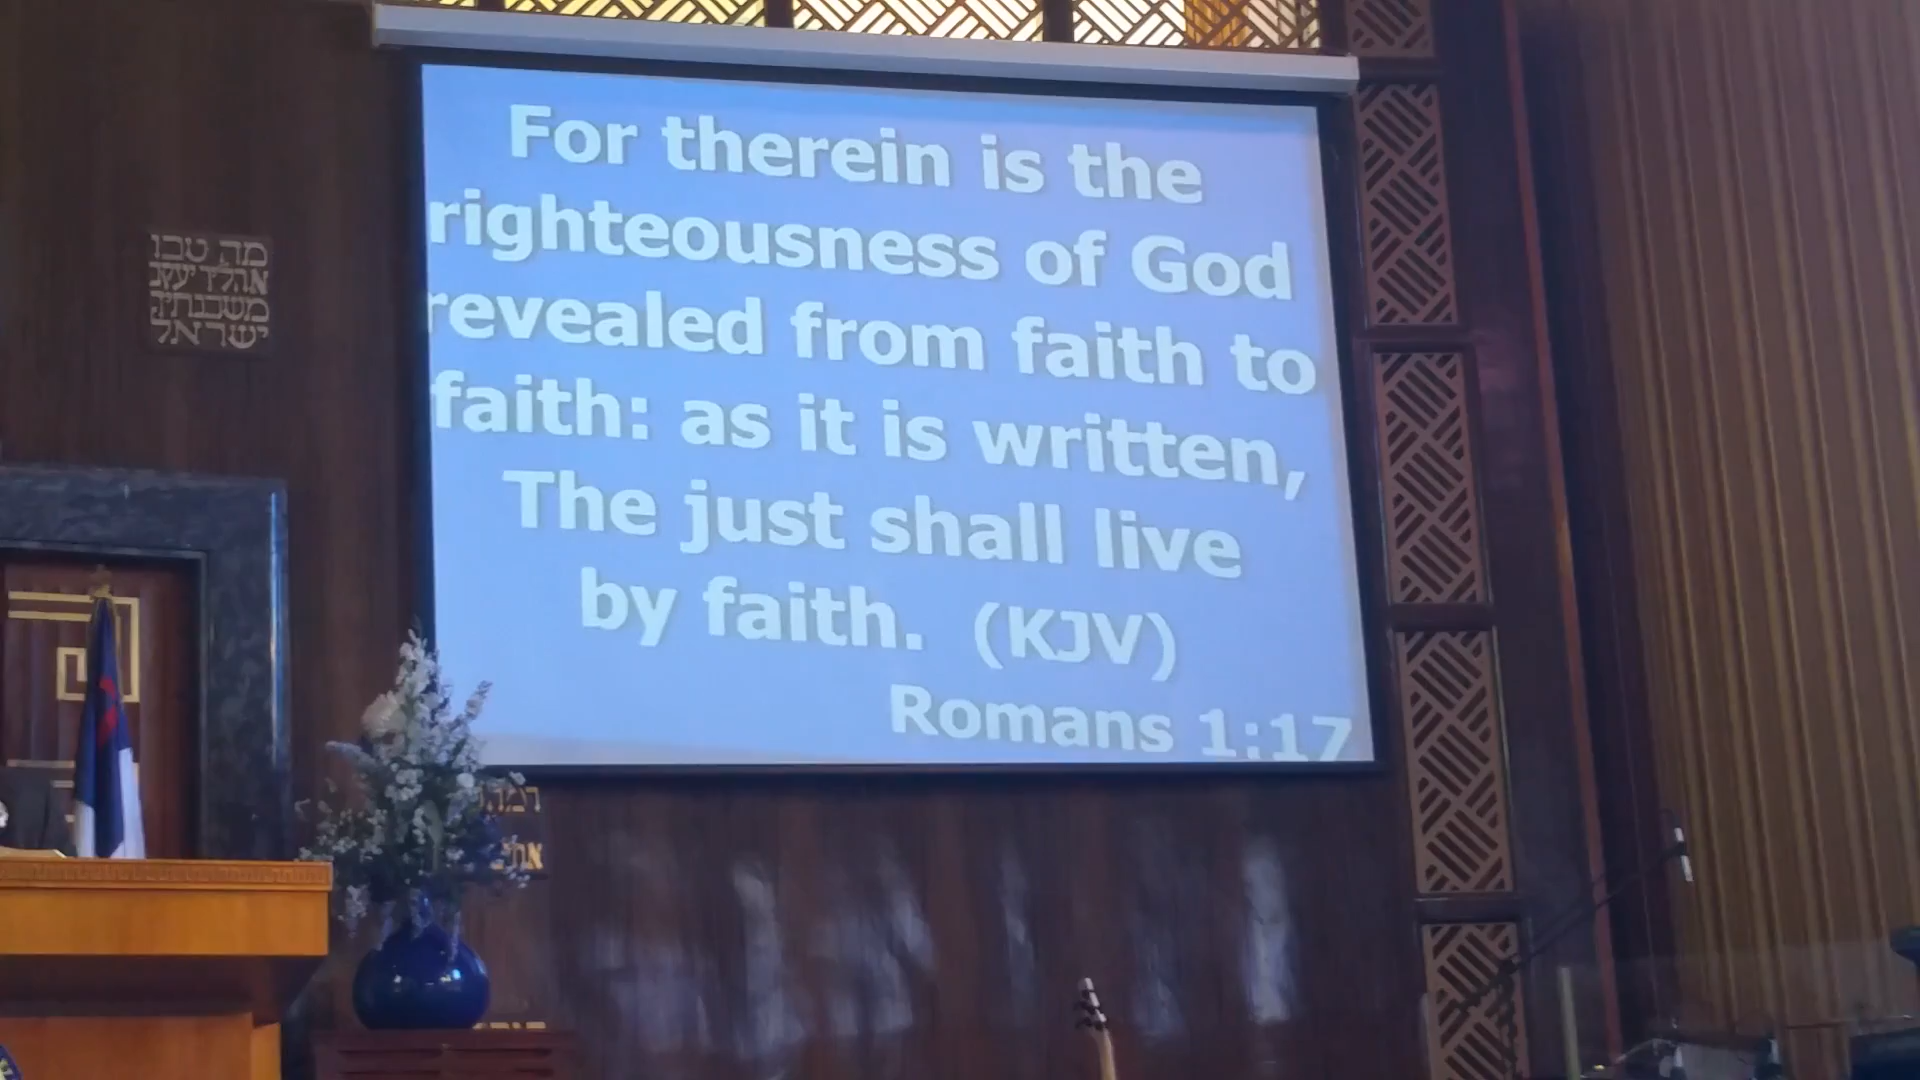 For therein is the
righteousness of God
revealed from faith to
faith: as it is written,
The just shall live
by faith. (KJV)
Romans 1:17
מה טבו
אהליך יעקב
משכנתיך
ישראל